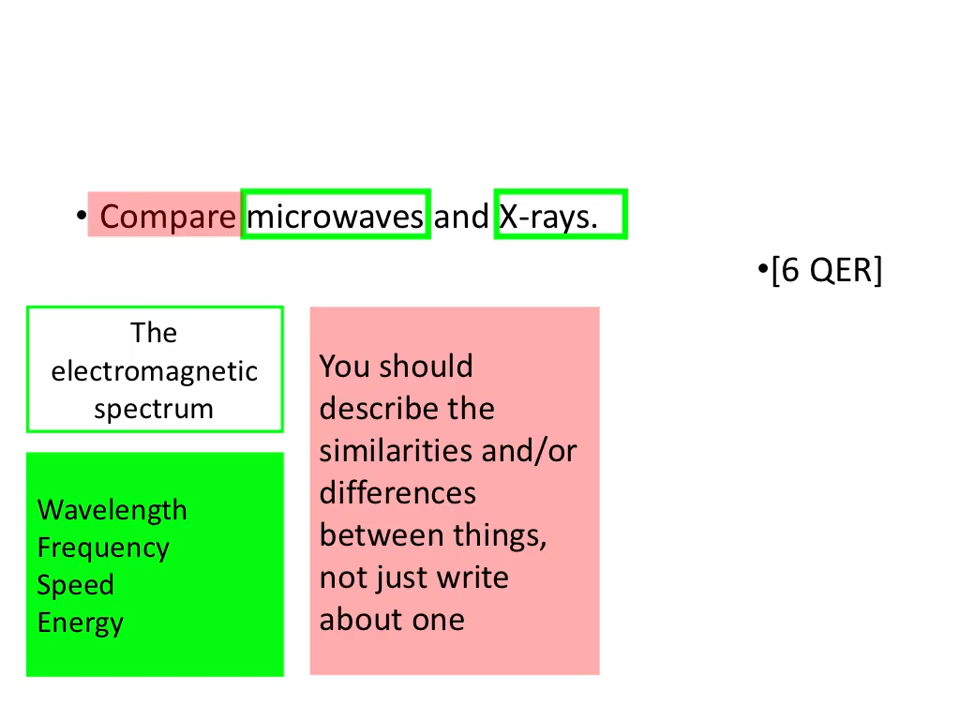 • Compare microwaves and X-rays.
•[6 QER]
The
electromagnetic
spectrum
Wavelength
Frequency
Speed
Energy
You should
describe the
similarities and/or
differences
between things,
not just write
about one